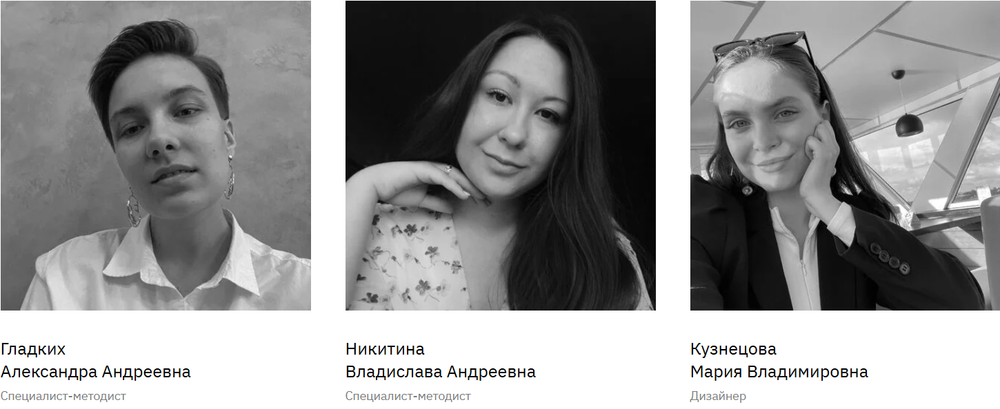 Гладких
Александра Андреевна
Специалист-методист
Никитина
Владислава Андреевна
Специалист-методист
Кузнецова
Мария Владимировна
Дизайнер